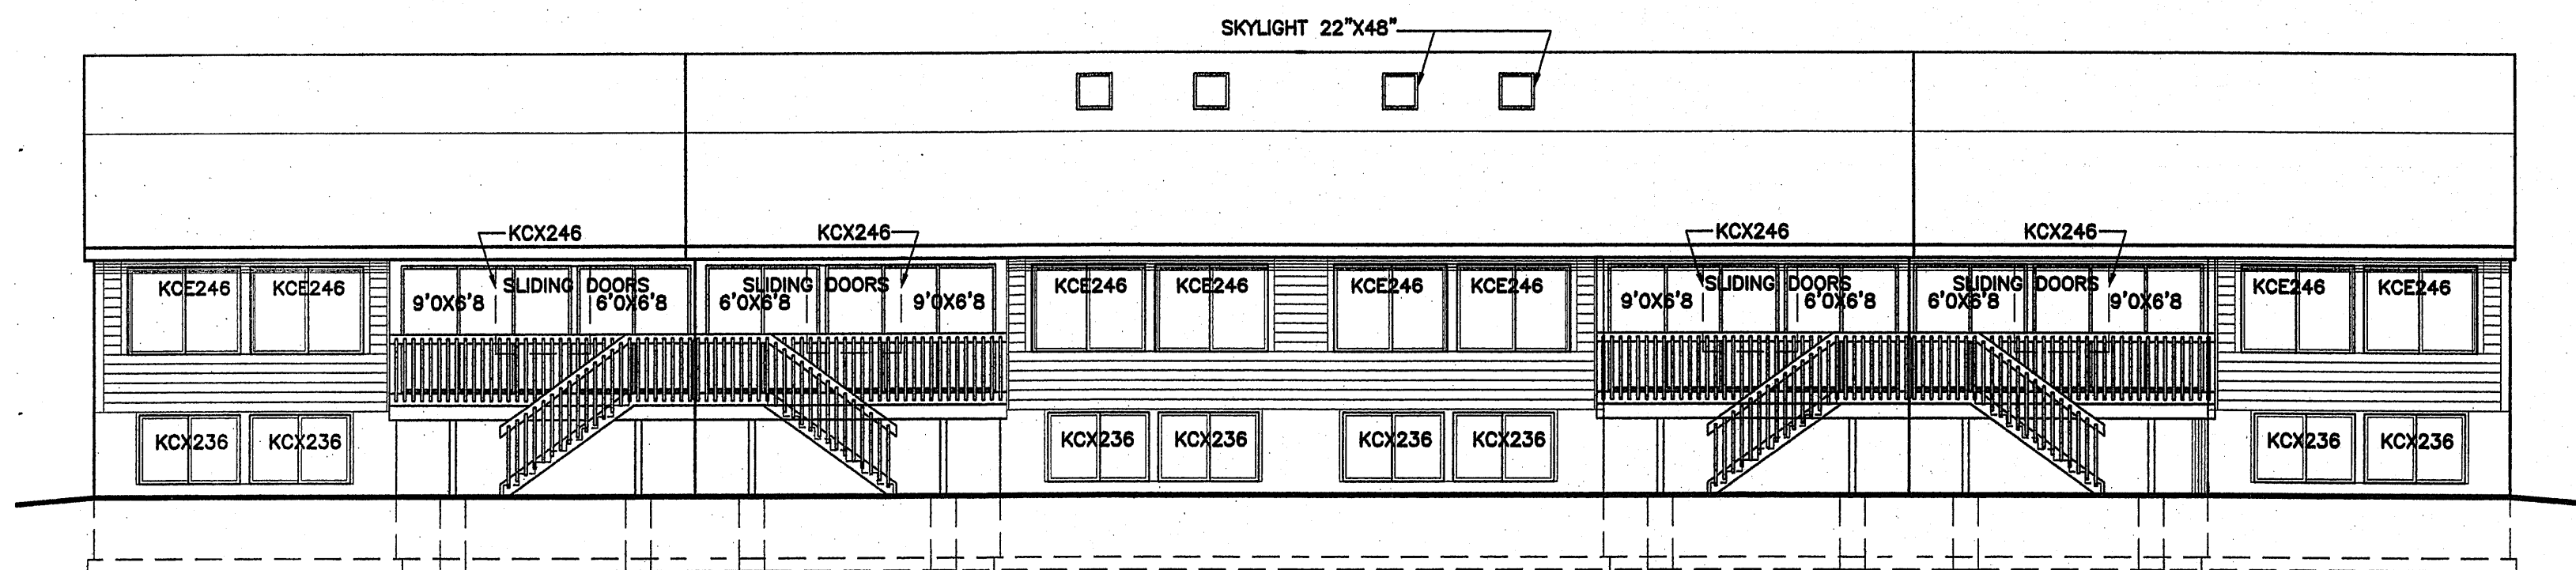 SKYLIGHT 22"X48"
KCX246 KCX246 KCX246 KCX246
KCE246 KCE246 SLIDING DOORS SLIDING DOORS KCE246 KCE246 KCE246 KCE246 SLIDING DOORS SLIDING DOORS KCE246 KCE246
9'0X6'8 6'0X6'8 6'0X6'8 9'0X6'8 9'0X6'8 6'0X6'8 6'0X6'8 9'0X6'8
KCX236 KCX236 KCX236 KCX236 KCX236 KCX236 KCX236 KCX236